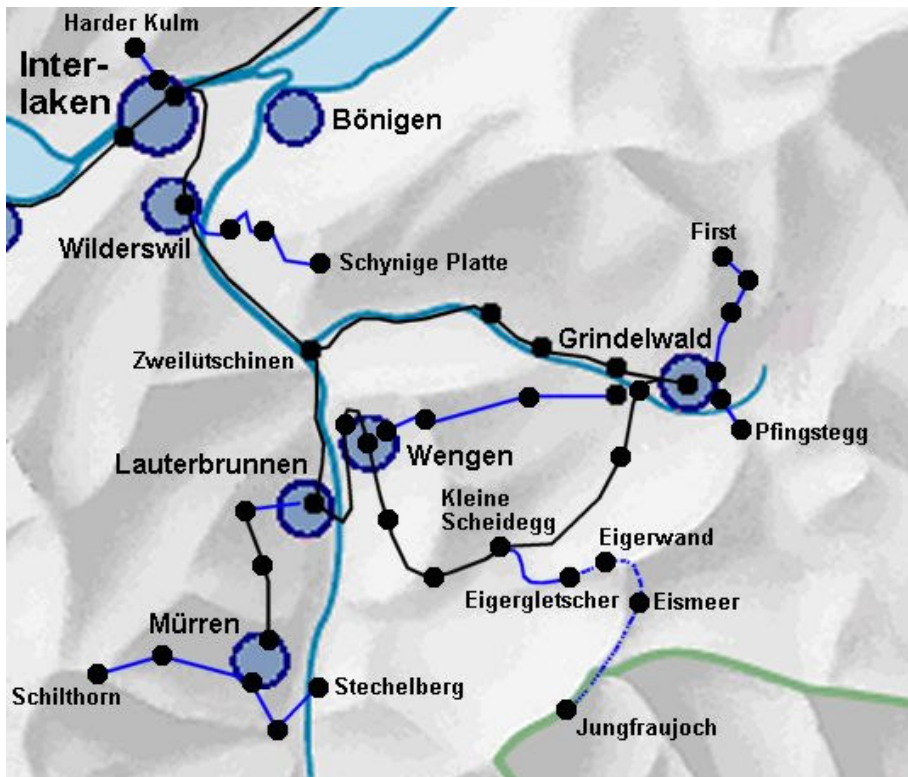 Harder Kulm
Inter-
laken
Bönigen
Wilderswil
First
Schynige Platte
Grindelwald
Zweilütschinen
Pfingstegg
Wengen
Lauterbrunnen
Kleine
Scheidegg
Eigerwand
Eigergletscher
Eismeer
Mürren
Schilthorn
Stechelberg
Jungfraujoch